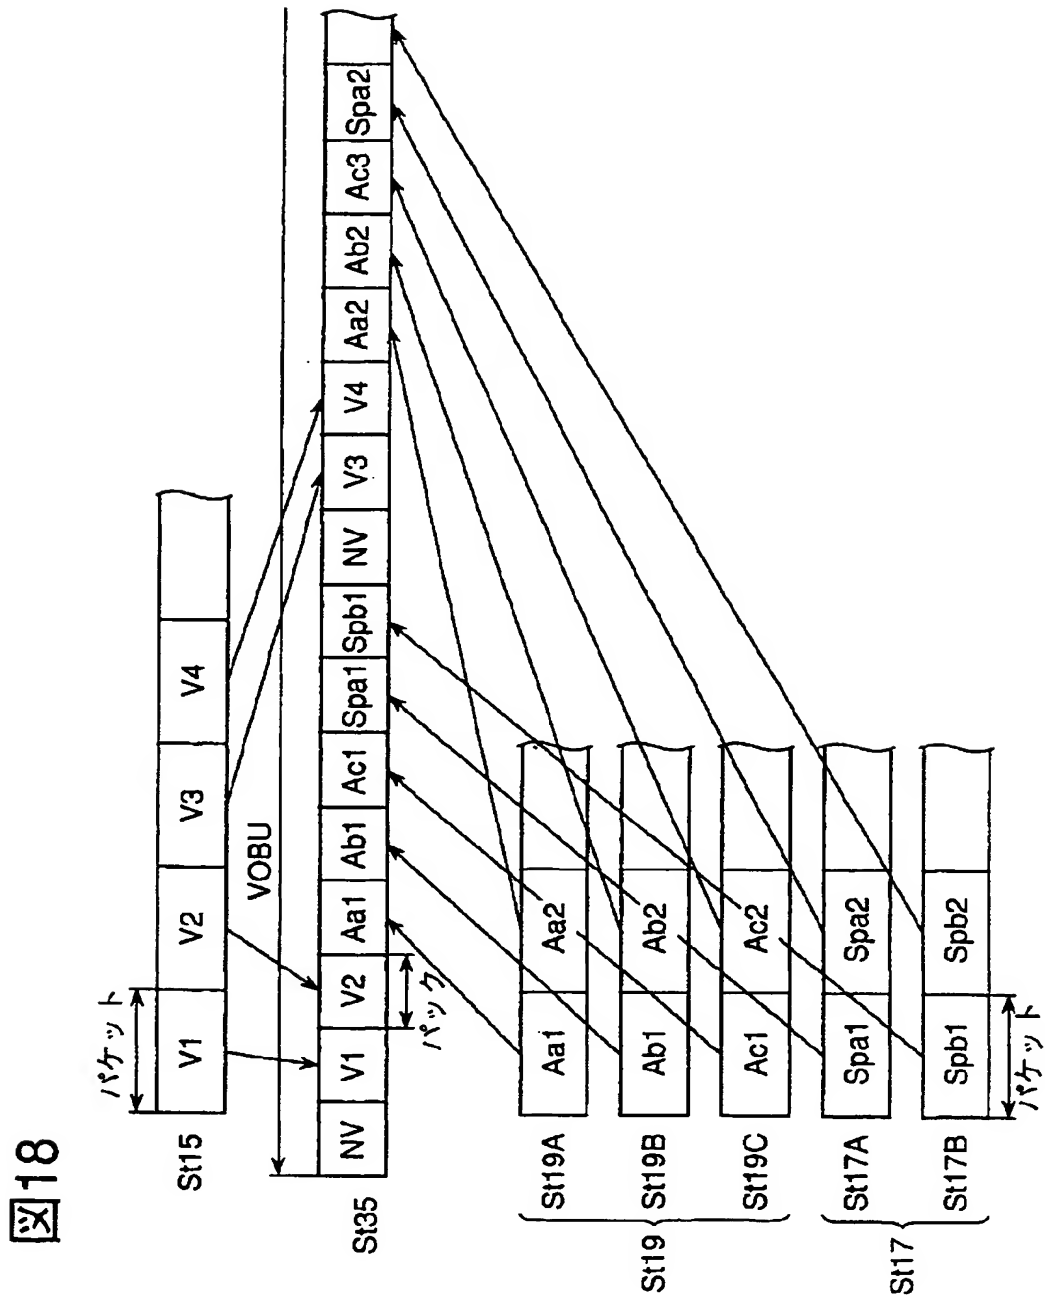 図18
パケット
St15 V1 V2 V3 V4
VOBU
St35 NV V1 V2 Aa1 Ab1 Ac1 Spa1 Spb1 NV V3 V4 Aa2 Ab2 Ac3 Spa2
パック
St19
St19A Aa1 Aa2
St19B Ab1 Ab2
St19C Ac1 Ac2
St17
St17A Spa1 Spa2
St17B Spb1 Spb2
パケット